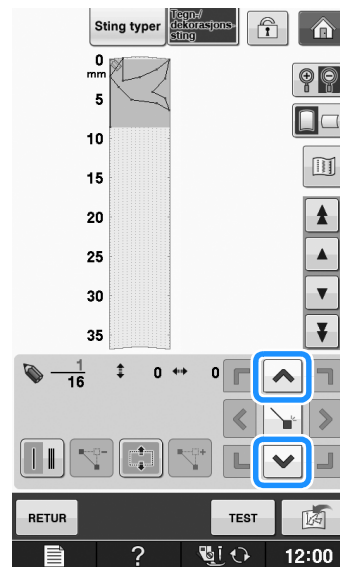 Sting typer
Tegn-/
dekorasjons-
sting
0
mm
5
10
15
20
25
30
35
1
16
0
0
RETUR
TEST
?
12:00